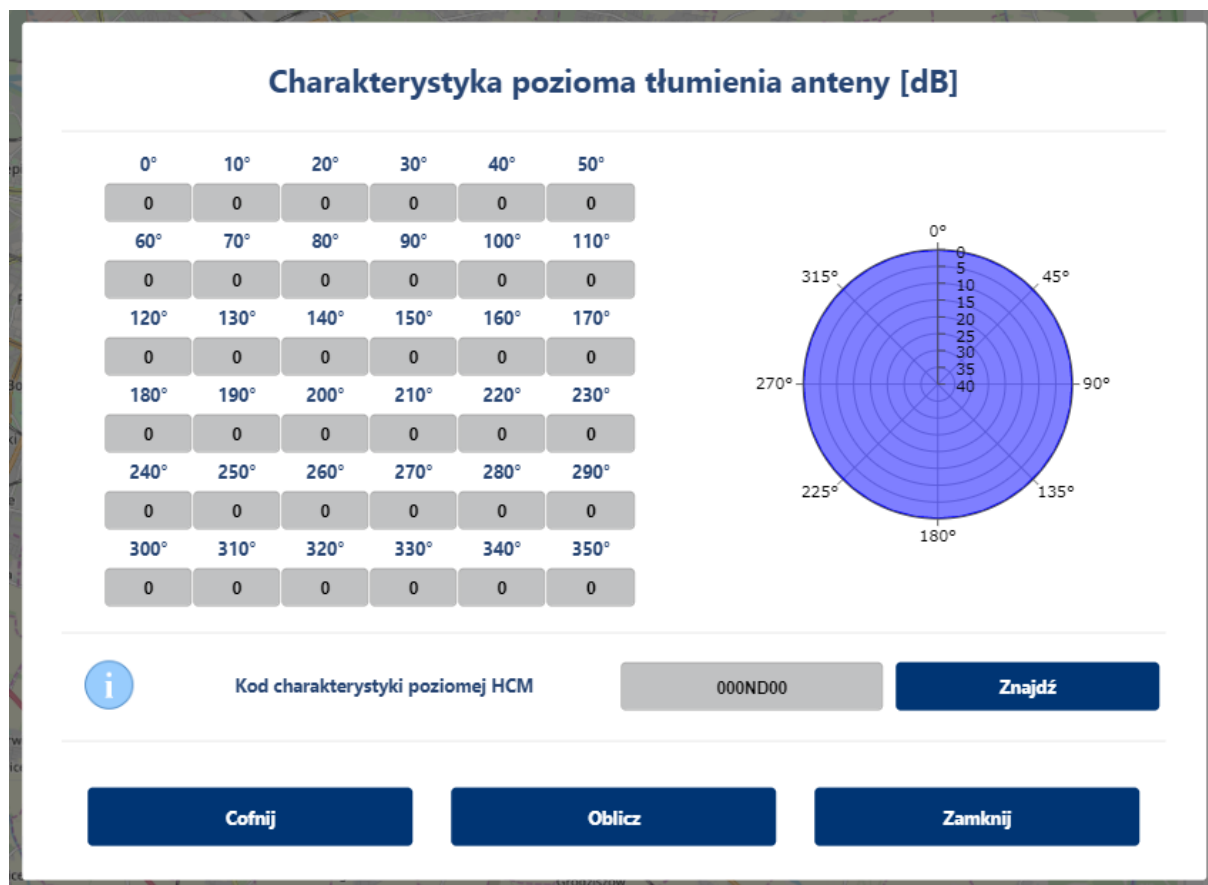 Charakterystyka pozioma tłumienia anteny [dB]
0° 10° 20° 30° 40° 50°
0 0 0 0 0 0
60° 70° 80° 90° 100° 110°
0 0 0 0 0 0
120° 130° 140° 150° 160° 170°
0 0 0 0 0 0
180° 190° 200° 210° 220° 230°
0 0 0 0 0 0
240° 250° 260° 270° 280° 290°
0 0 0 0 0 0
300° 310° 320° 330° 340° 350°
0 0 0 0 0 0
0°
45°
90°
135°
180°
225°
270°
315°
0
5
10
15
20
25
30
35
40
i
Kod charakterystyki poziomej HCM 000ND00 Znajdź
Cofnij Oblicz Zamknij